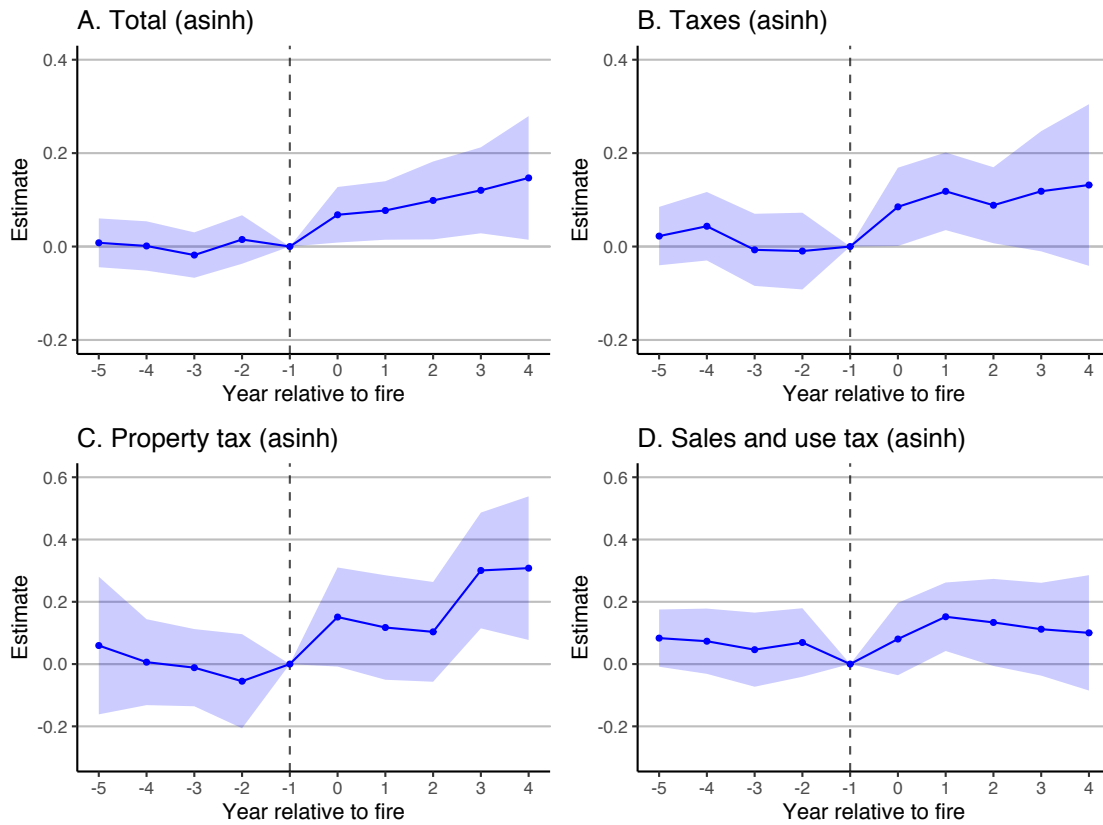 A. Total (asinh)
Estimate
0.4
0.2
0.0
-0.2
-5 -4 -3 -2 -1 0 1 2 3 4
Year relative to fire
B. Taxes (asinh)
Estimate
0.4
0.2
0.0
-0.2
-5 -4 -3 -2 -1 0 1 2 3 4
Year relative to fire
C. Property tax (asinh)
Estimate
0.6
0.4
0.2
0.0
-0.2
-5 -4 -3 -2 -1 0 1 2 3 4
Year relative to fire
D. Sales and use tax (asinh)
Estimate
0.6
0.4
0.2
0.0
-0.2
-5 -4 -3 -2 -1 0 1 2 3 4
Year relative to fire